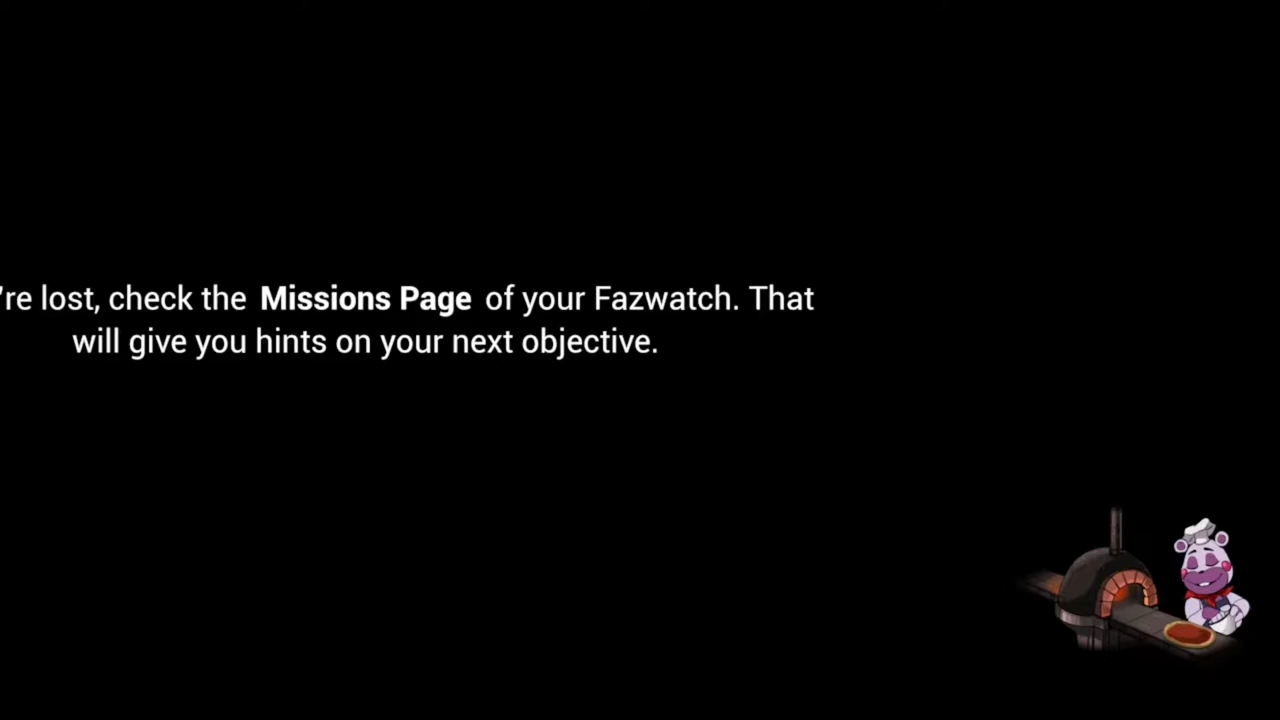 're lost, check the Missions Page of your Fazwatch. That
will give you hints on your next objective.